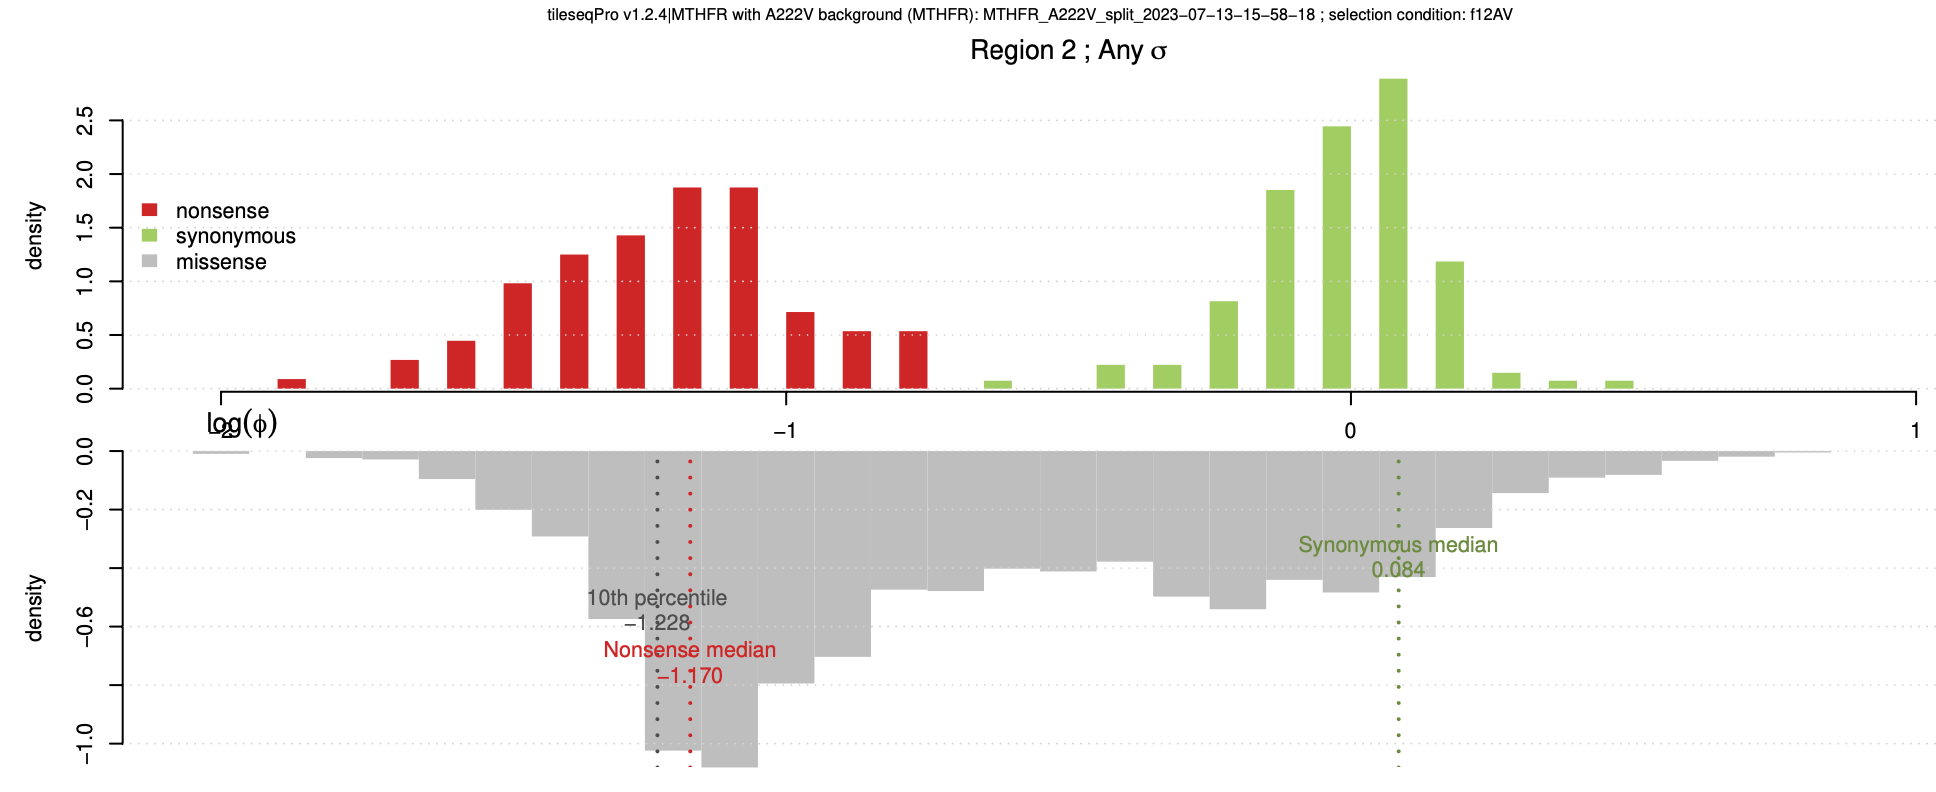 tileseqPro v1.2.4|MTHFR with A222V background (MTHFR): MTHFR_A222V_split_2023−07−13−15−58−18 ; selection condition: f12AV
Region 2 ; Any σ
density
2.5
2.0
1.5
1.0
0.5
0.0
nonsense
synonymous
missense
log(ϕ)
−2
−1
0
1
density
0.0
−0.2
−0.6
−1.0
Synonymous median
0.084
10th percentile
−1.228
Nonsense median
−1.170